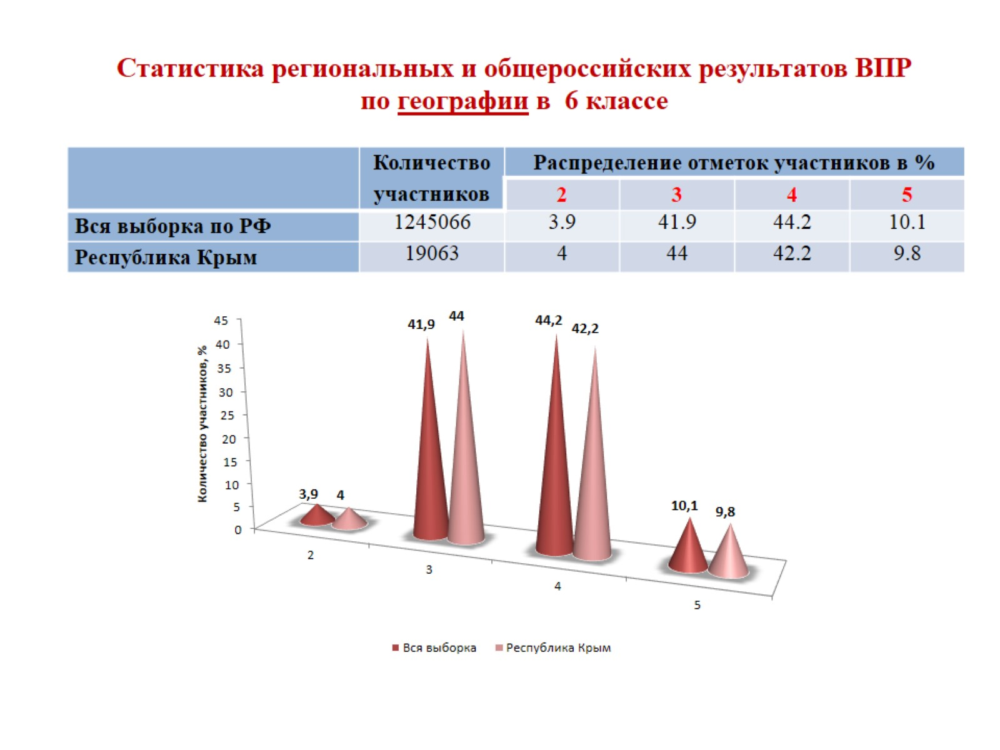 Статистика региональных и общероссийских результатов ВПР
по географии в 6 классе
Количество участников
Распределение отметок участников в %
2 3 4 5
Вся выборка по РФ 1245066 3.9 41.9 44.2 10.1
Республика Крым 19063 4 44 42.2 9.8
Количество участников, %
45
40
35
30
25
20
15
10
5
0
3,9 4
41,9 44
44,2 42,2
10,1 9,8
2
3
4
5
Вся выборка Республика Крым